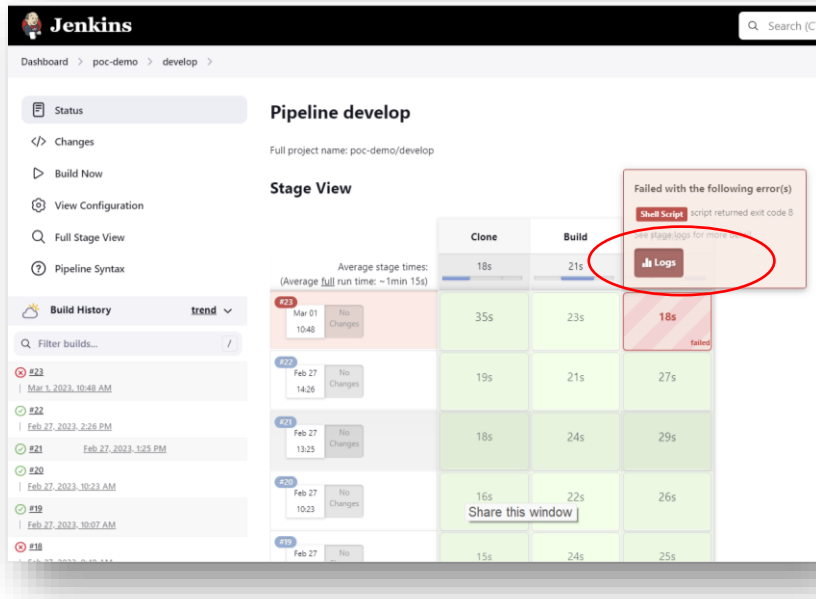 Jenkins
Search (C
Dashboard > poc-demo > develop >
Status
Changes
Build Now
View Configuration
Full Stage View
Pipeline Syntax
Build History trend
Filter builds... /
#23
Mar 1, 2023, 10:48 AM
#22
Feb 27, 2023, 2:26 PM
#21 Feb 27, 2023, 1:25 PM
#20
Feb 27, 2023, 10:23 AM
#19
Feb 27, 2023, 10:07 AM
#18
Pipeline develop
Full project name: poc-demo/develop
Stage View
Failed with the following error(s)
Shell Script script returned exit code 8
See stage logs for more detail
Logs
Clone Build
Average stage times:
(Average full run time: ~1min 15s)
18s 21s
#23
Mar 01
10:48
No
Changes
35s 23s 18s
failed
#22
Feb 27
14:26
No
Changes
19s 21s 27s
#21
Feb 27
13:25
No
Changes
18s 24s 29s
#20
Feb 27
10:23
No
Changes
16s 22s 26s
Share this window
#19
Feb 27
No
15s 24s 25s